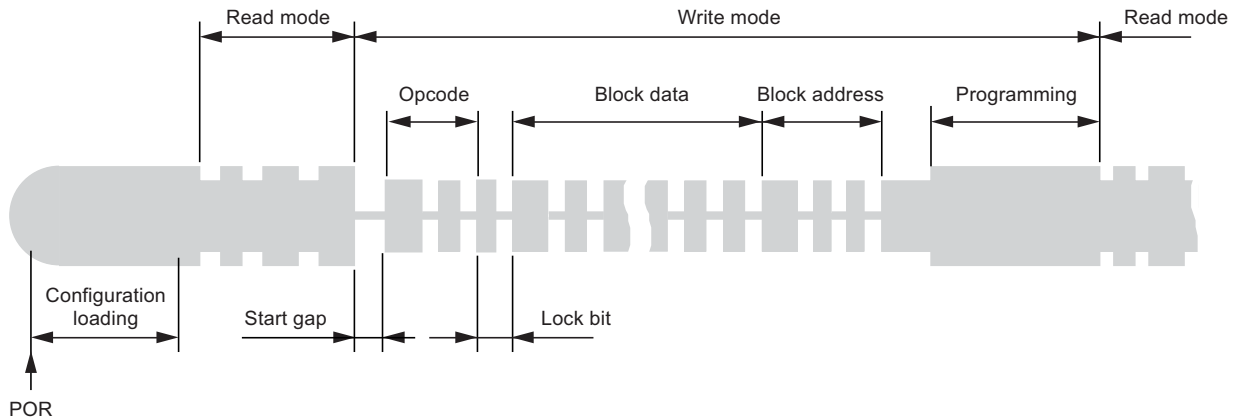 Read mode
Write mode
Read mode
Opcode
Block data
Block address
Programming
Configuration
loading
Start gap
Lock bit
POR